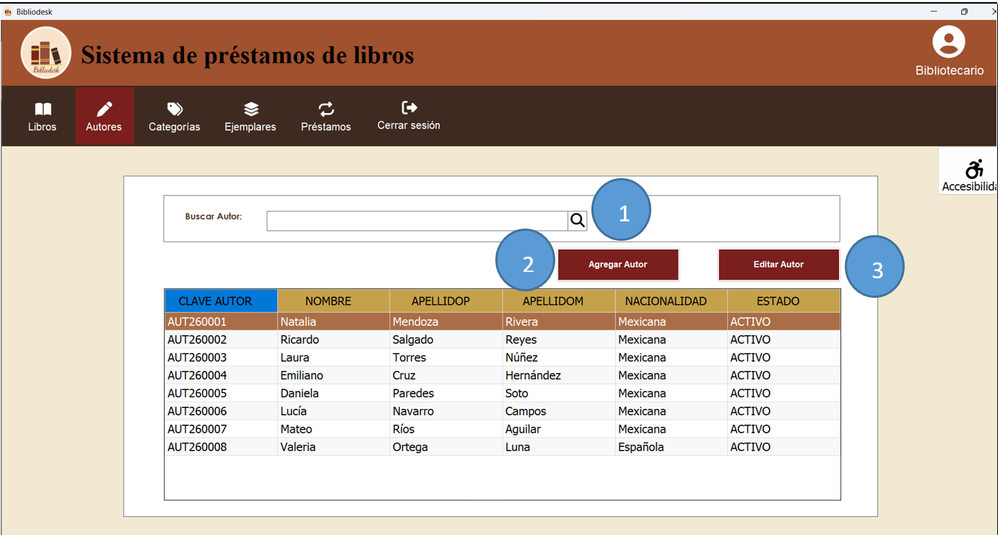 Bibliodesk
Bibliodesk
Sistema de préstamos de libros
Bibliotecario
Libros Autores Categorías Ejemplares Préstamos Cerrar sesión
Accesibilida
Buscar Autor:
1
2 Agregar Autor Editar Autor 3
CLAVE AUTOR NOMBRE APELLIDOP APELLIDOM NACIONALIDAD ESTADO
AUT260001 Natalia Mendoza Rivera Mexicana ACTIVO
AUT260002 Ricardo Salgado Reyes Mexicana ACTIVO
AUT260003 Laura Torres Núñez Mexicana ACTIVO
AUT260004 Emiliano Cruz Hernández Mexicana ACTIVO
AUT260005 Daniela Paredes Soto Mexicana ACTIVO
AUT260006 Lucía Navarro Campos Mexicana ACTIVO
AUT260007 Mateo Ríos Aguilar Mexicana ACTIVO
AUT260008 Valeria Ortega Luna Española ACTIVO